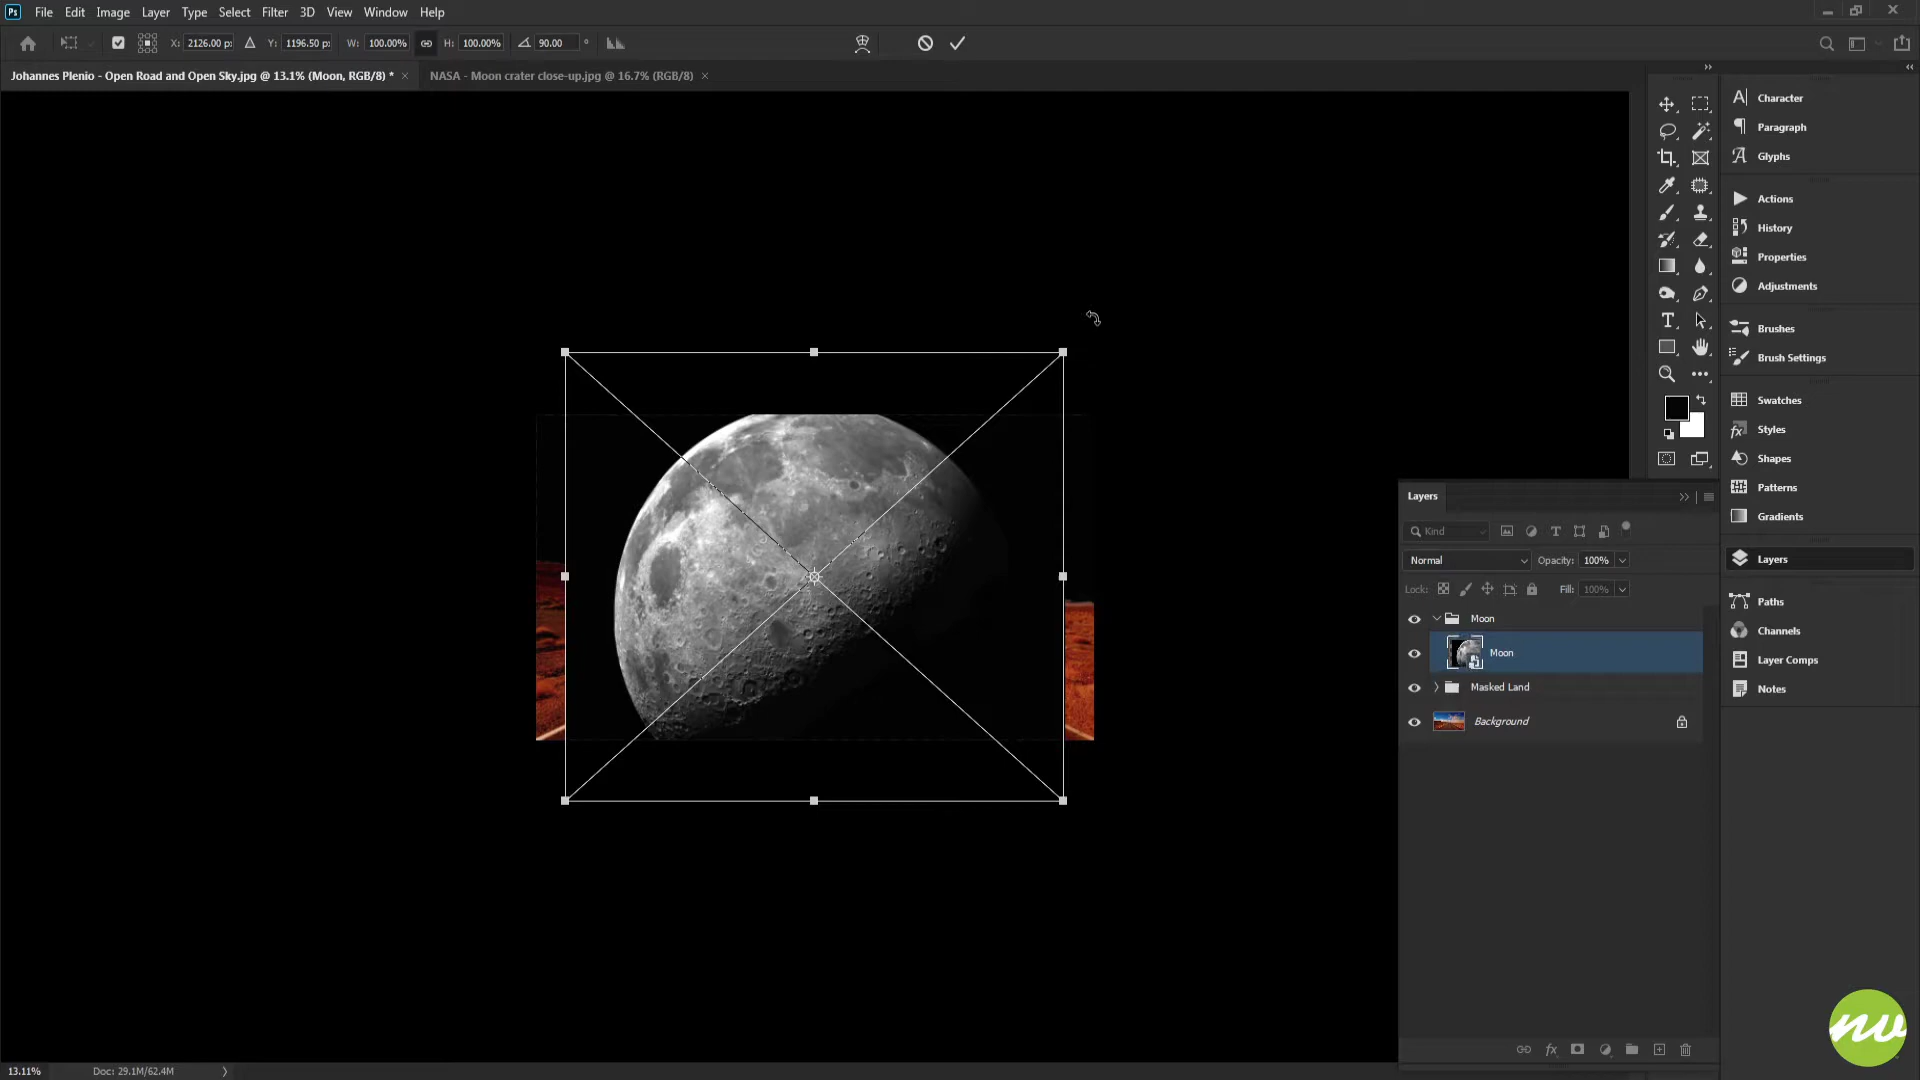 Ps File Edit Image Layer Type Select Filter 3D View Window Help
X: 2126.00 p: Y: 1196.50 p: W: 100.00% H: 100.00% 90.00 °
Johannes Plenio - Open Road and Open Sky.jpg @ 13.1% (Moon, RGB/8) * × NASA - Moon crater close-up.jpg @ 16.7% (RGB/8) ×
Character
Paragraph
Glyphs
Actions
History
Properties
Adjustments
Brushes
Brush Settings
Swatches
Styles
Shapes
Patterns
Gradients
Layers
Paths
Channels
Layer Comps
Notes
Layers
Kind
Normal Opacity: 100%
Lock: Fill: 100%
Moon
Moon
Masked Land
Background
fx
nv
13.11% Doc: 29.1M/62.4M